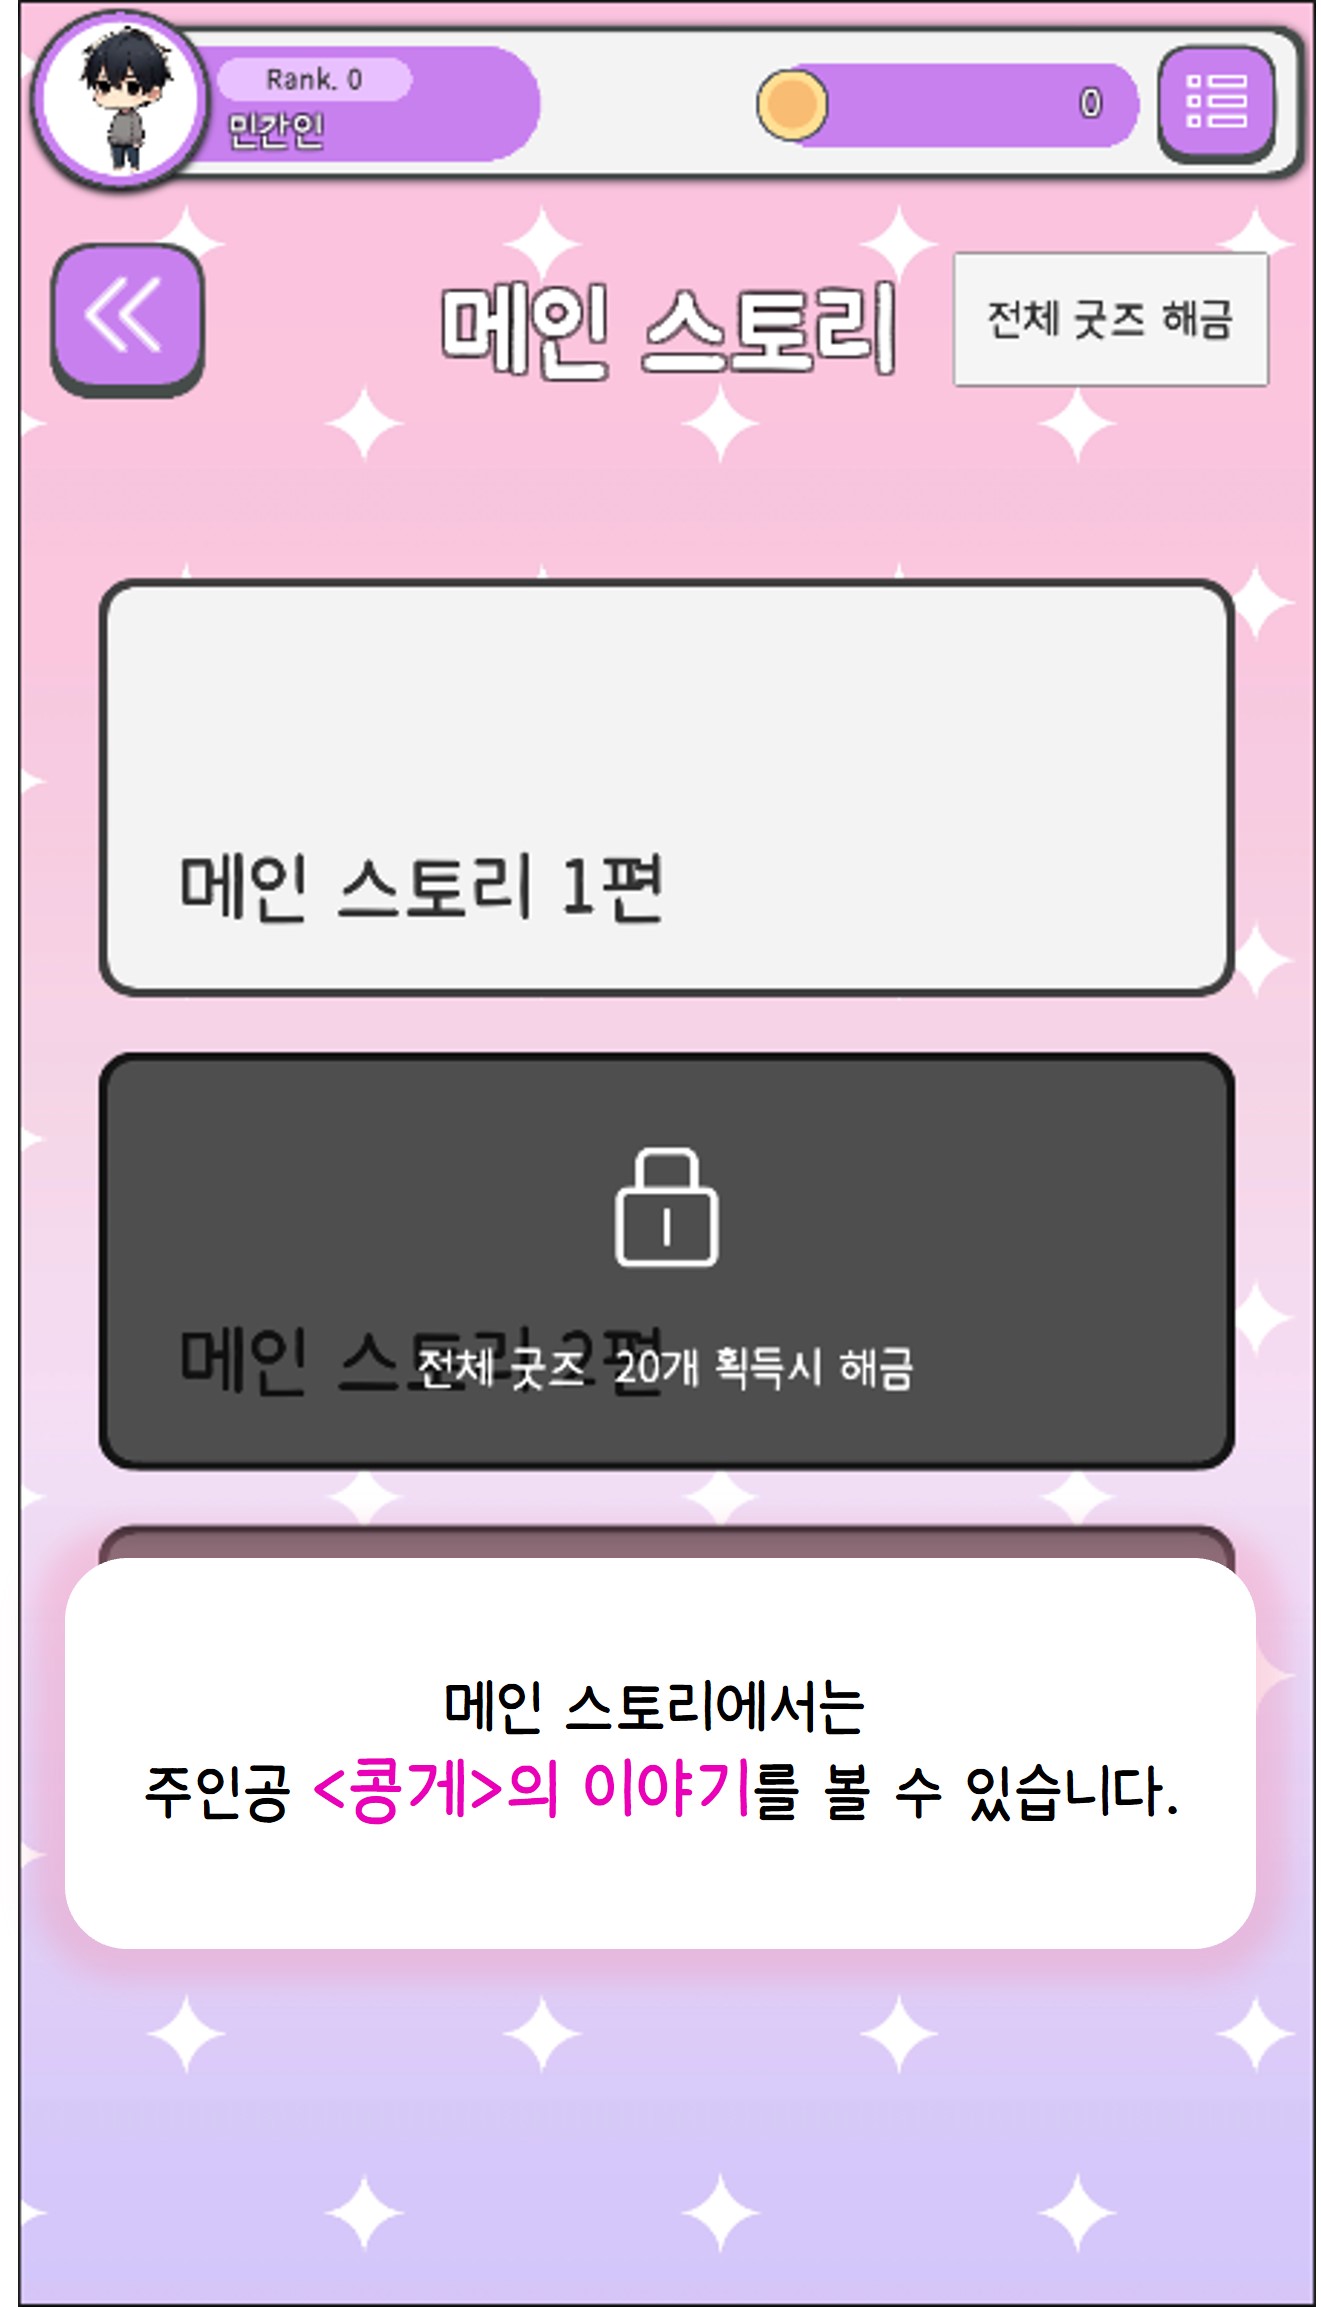 Rank. 0
민간인
0
메인 스토리
전체 굿즈 해금
메인 스토리 1편
메인 스토리 2편
전체 굿즈 20개 획득시 해금
메인 스토리에서는
주인공 <콩게>의 이야기를 볼 수 있습니다.